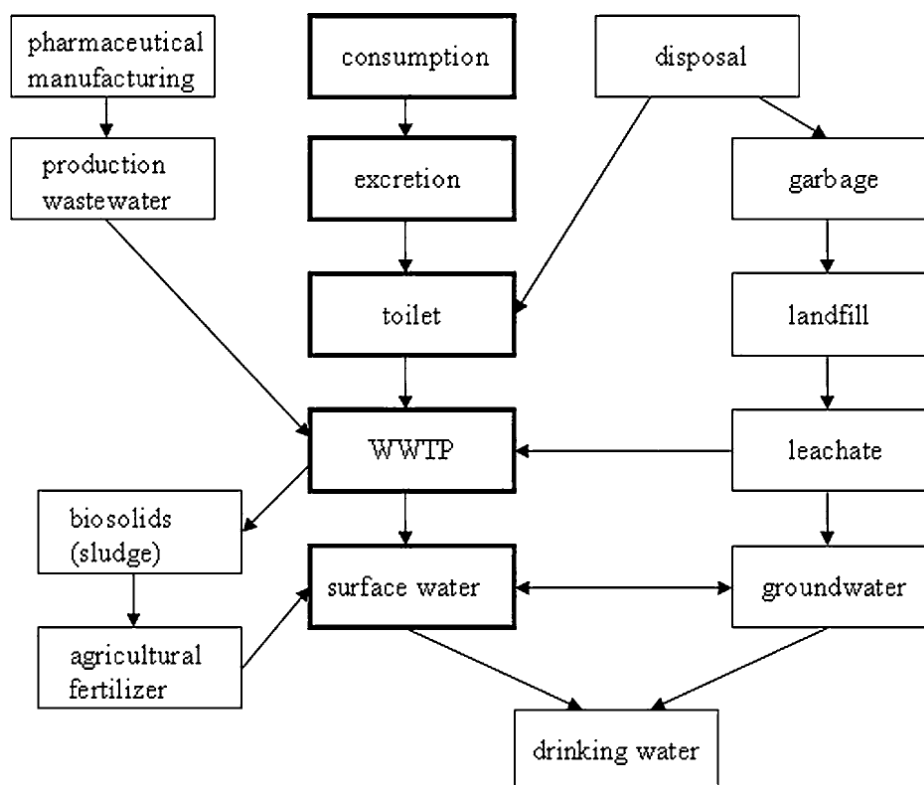 pharmaceutical
manufacturing
consumption
disposal
production
wastewater
excretion
garbage
toilet
landfill
WWTP
leachate
biosolids
(sludge)
surface water
groundwater
agricultural
fertilizer
drinking water